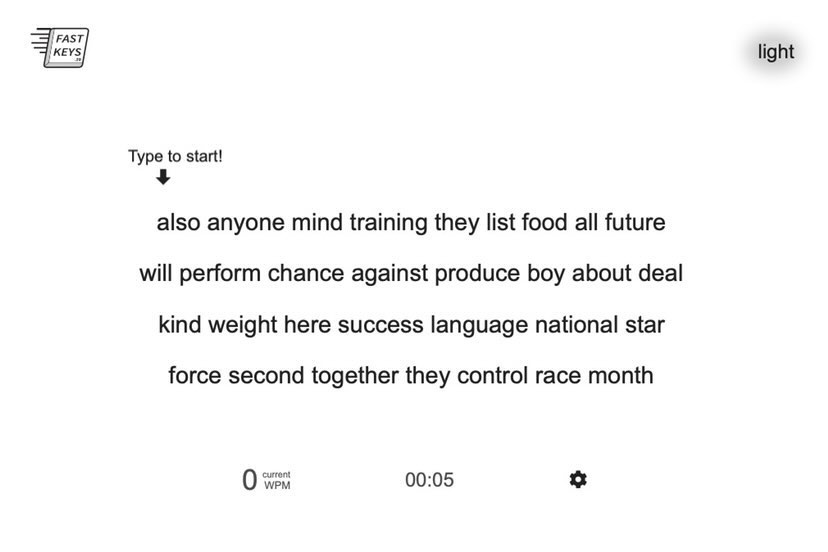 FAST
KEYS
light
Type to start!
also anyone mind training they list food all future
will perform chance against produce boy about deal
kind weight here success language national star
force second together they control race month
0 current WPM
00:05